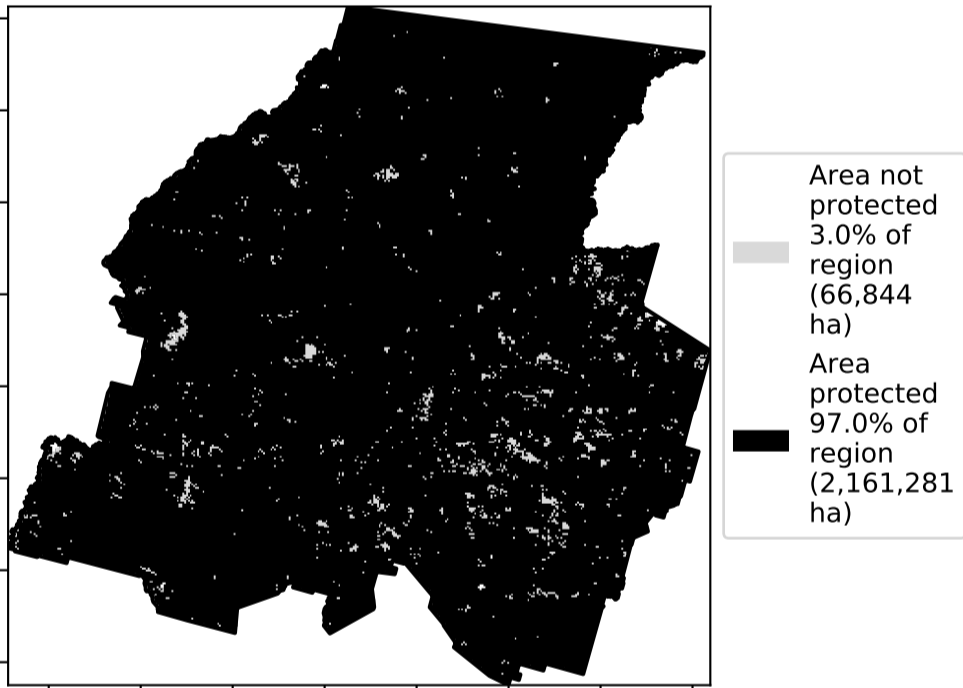 Area not
protected
3.0% of
region
(66,844
ha)
Area
protected
97.0% of
region
(2,161,281
ha)